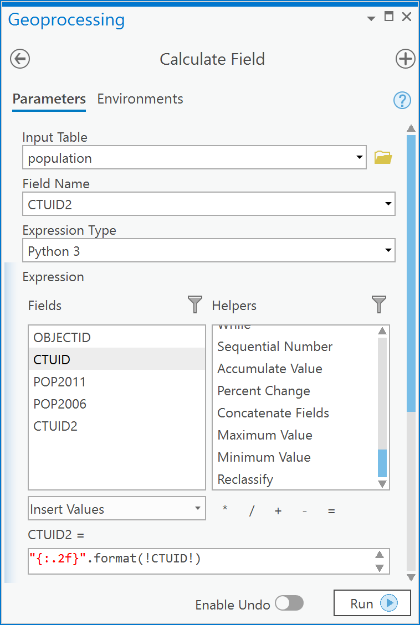 Geoprocessing
Calculate Field
Parameters Environments
Input Table
population
Field Name
CTUID2
Expression Type
Python 3
Expression
Fields
OBJECTID
CTUID
POP2011
POP2006
CTUID2
Helpers
While
Sequential Number
Accumulate Value
Percent Change
Concatenate Fields
Maximum Value
Minimum Value
Reclassify
Insert Values * / + - =
CTUID2 =
"{:.2f}".format(!CTUID!)
Enable Undo Run